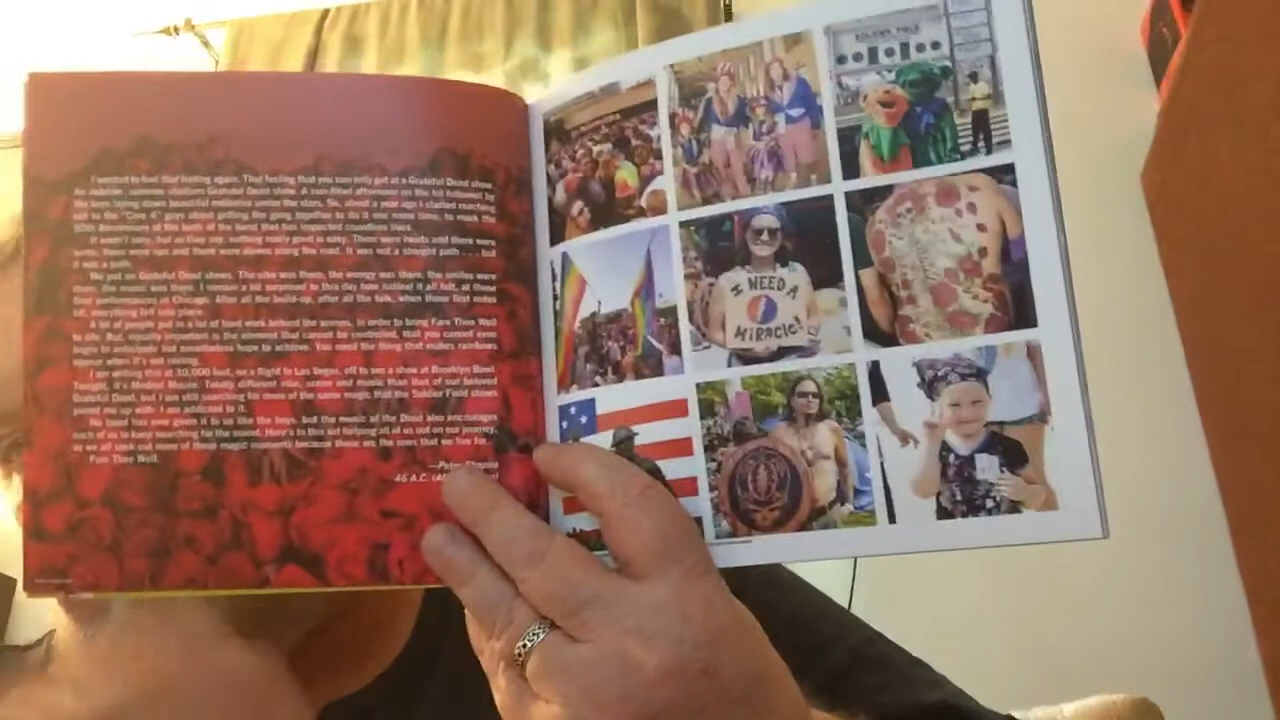 I wanted to feel that feeling again. That feeling that you can only get at a Grateful Dead show.
An outdoor, summer stadium Grateful Dead show. A sun-filled afternoon on the lot followed by
the boys laying down beautiful melodies under the stars. So, about a year ago I started reaching
out to the "Core 4" guys about getting the gang together to do it one more time, to mark the
50th Anniversary of the birth of the band that has impacted countless lives.
It wasn't easy, but as they say, nothing really good is easy. There were twists and there were
turns. There were ups and there were downs along the road. It was not a straight path . . . but
it was a path.
We put on Grateful Dead shows. The vibe was there, the energy was there, the smiles were
there, the music was there. I remain a bit surprised to this day how natural it all felt, at those
final performances at Chicago. After all the build-up, after all the talk, when those first notes
hit, everything fell into place.
A lot of people put in a lot of hard work behind the scenes, in order to bring Fare Thee Well
to life. But, equally important is the element that cannot be predicted, that you cannot even
begin to anticipate but nonetheless hope to achieve. You need the thing that makes rainbows
appear when it's not raining.
I am writing this at 30,000 feet, on a flight to Las Vegas, off to see a show at Brooklyn Bowl.
Tonight, it's Modest Mouse. Totally different vibe, scene and music than that of our beloved
Grateful Dead, but I am still searching for more of the same magic that the Soldier Field shows
juiced me up with. I am addicted to it.
No band has ever given it to us like the boys, but the music of the Dead also encourages
each of us to keep searching for the sound. Here's to the set helping all of us out on our journey,
as we all seek out more of those magic moments because those are the ones that we live for.
Fare Thee Well.
—Peter Shapiro
46 A.C. (
SOLDIER FIELD
I NEED A
MIRACLE!